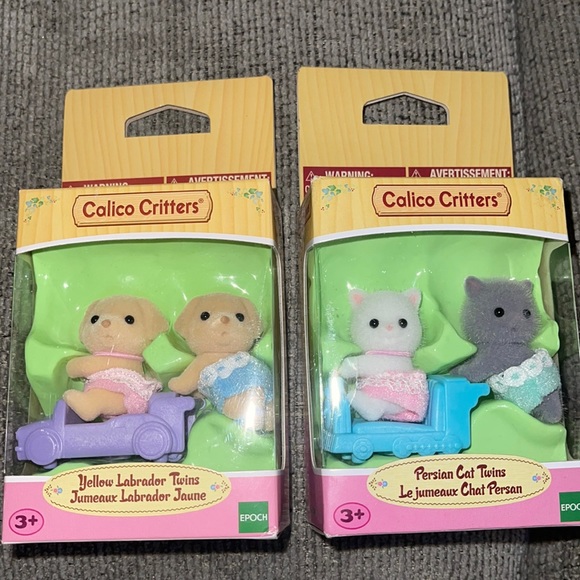 WARNING:
AVERTISSEMENT:
Calico Critters®
Yellow Labrador Twins
Jumeaux Labrador Jaune
3+
EPOCH
WARNING:
AVERTISSEMENT:
Calico Critters®
Persian Cat Twins
Le jumeaux Chat Persan
3+
EPOC